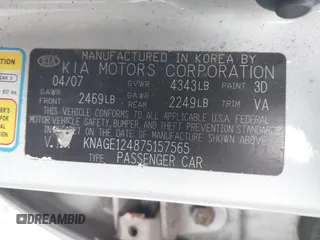 MANUFACTURED IN KOREA BY
KIA KIA MOTORS CORPORATION
04/07 GVWR 4343LB PAINT 3D
GAWR GAWR
FRONT 2469LB REAR 2249LB TRIM VA
THIS VEHICLE CONFORMS TO ALL APPLICABLE U.S.A FEDERAL
MOTOR VEHICLE SAFETY, BUMPER, AND THEFT PREVENTION STANDARDS
IN EFFECT ON THE DATE OF MANUFACTURE SHOWN ABOVE.
KNAGE124875157565
TYPE: PASSENGER CAR
DREAMBID